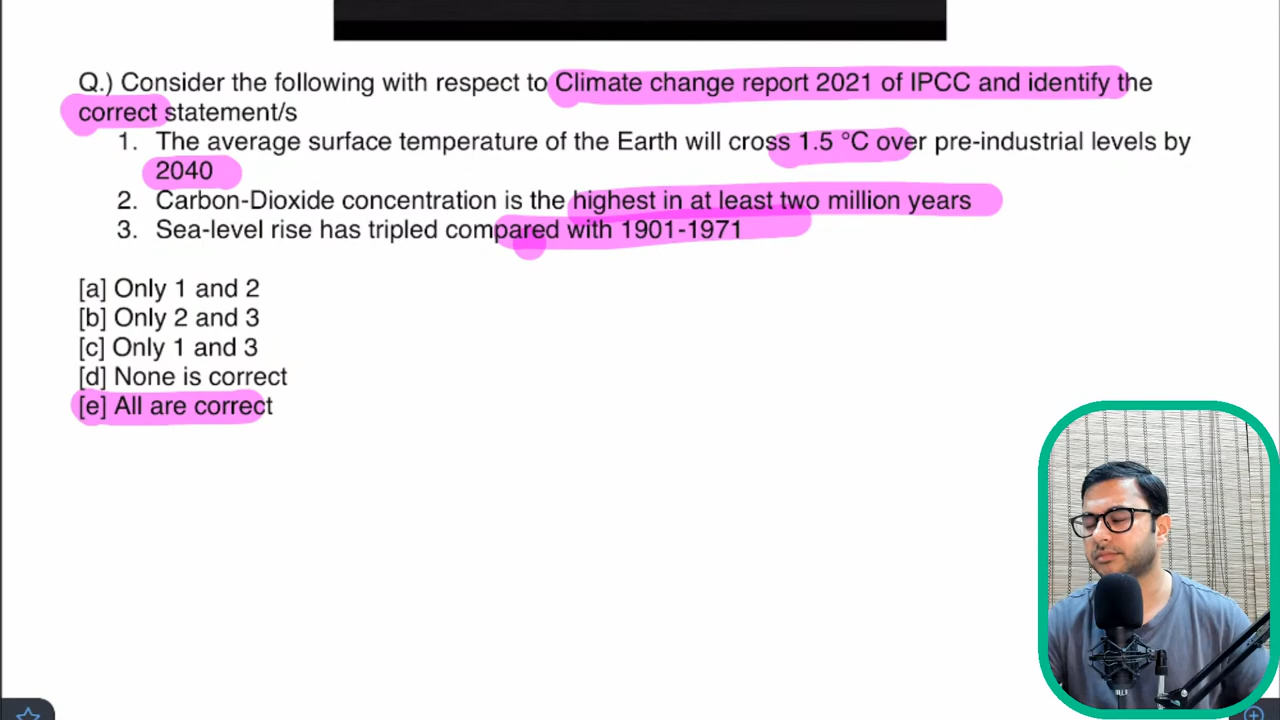 Q.) Consider the following with respect to Climate change report 2021 of IPCC and identify the
correct statement/s
1. The average surface temperature of the Earth will cross 1.5 °C over pre-industrial levels by
2040
2. Carbon-Dioxide concentration is the highest in at least two million years
3. Sea-level rise has tripled compared with 1901-1971
[a] Only 1 and 2
[b] Only 2 and 3
[c] Only 1 and 3
[d] None is correct
[e] All are correct